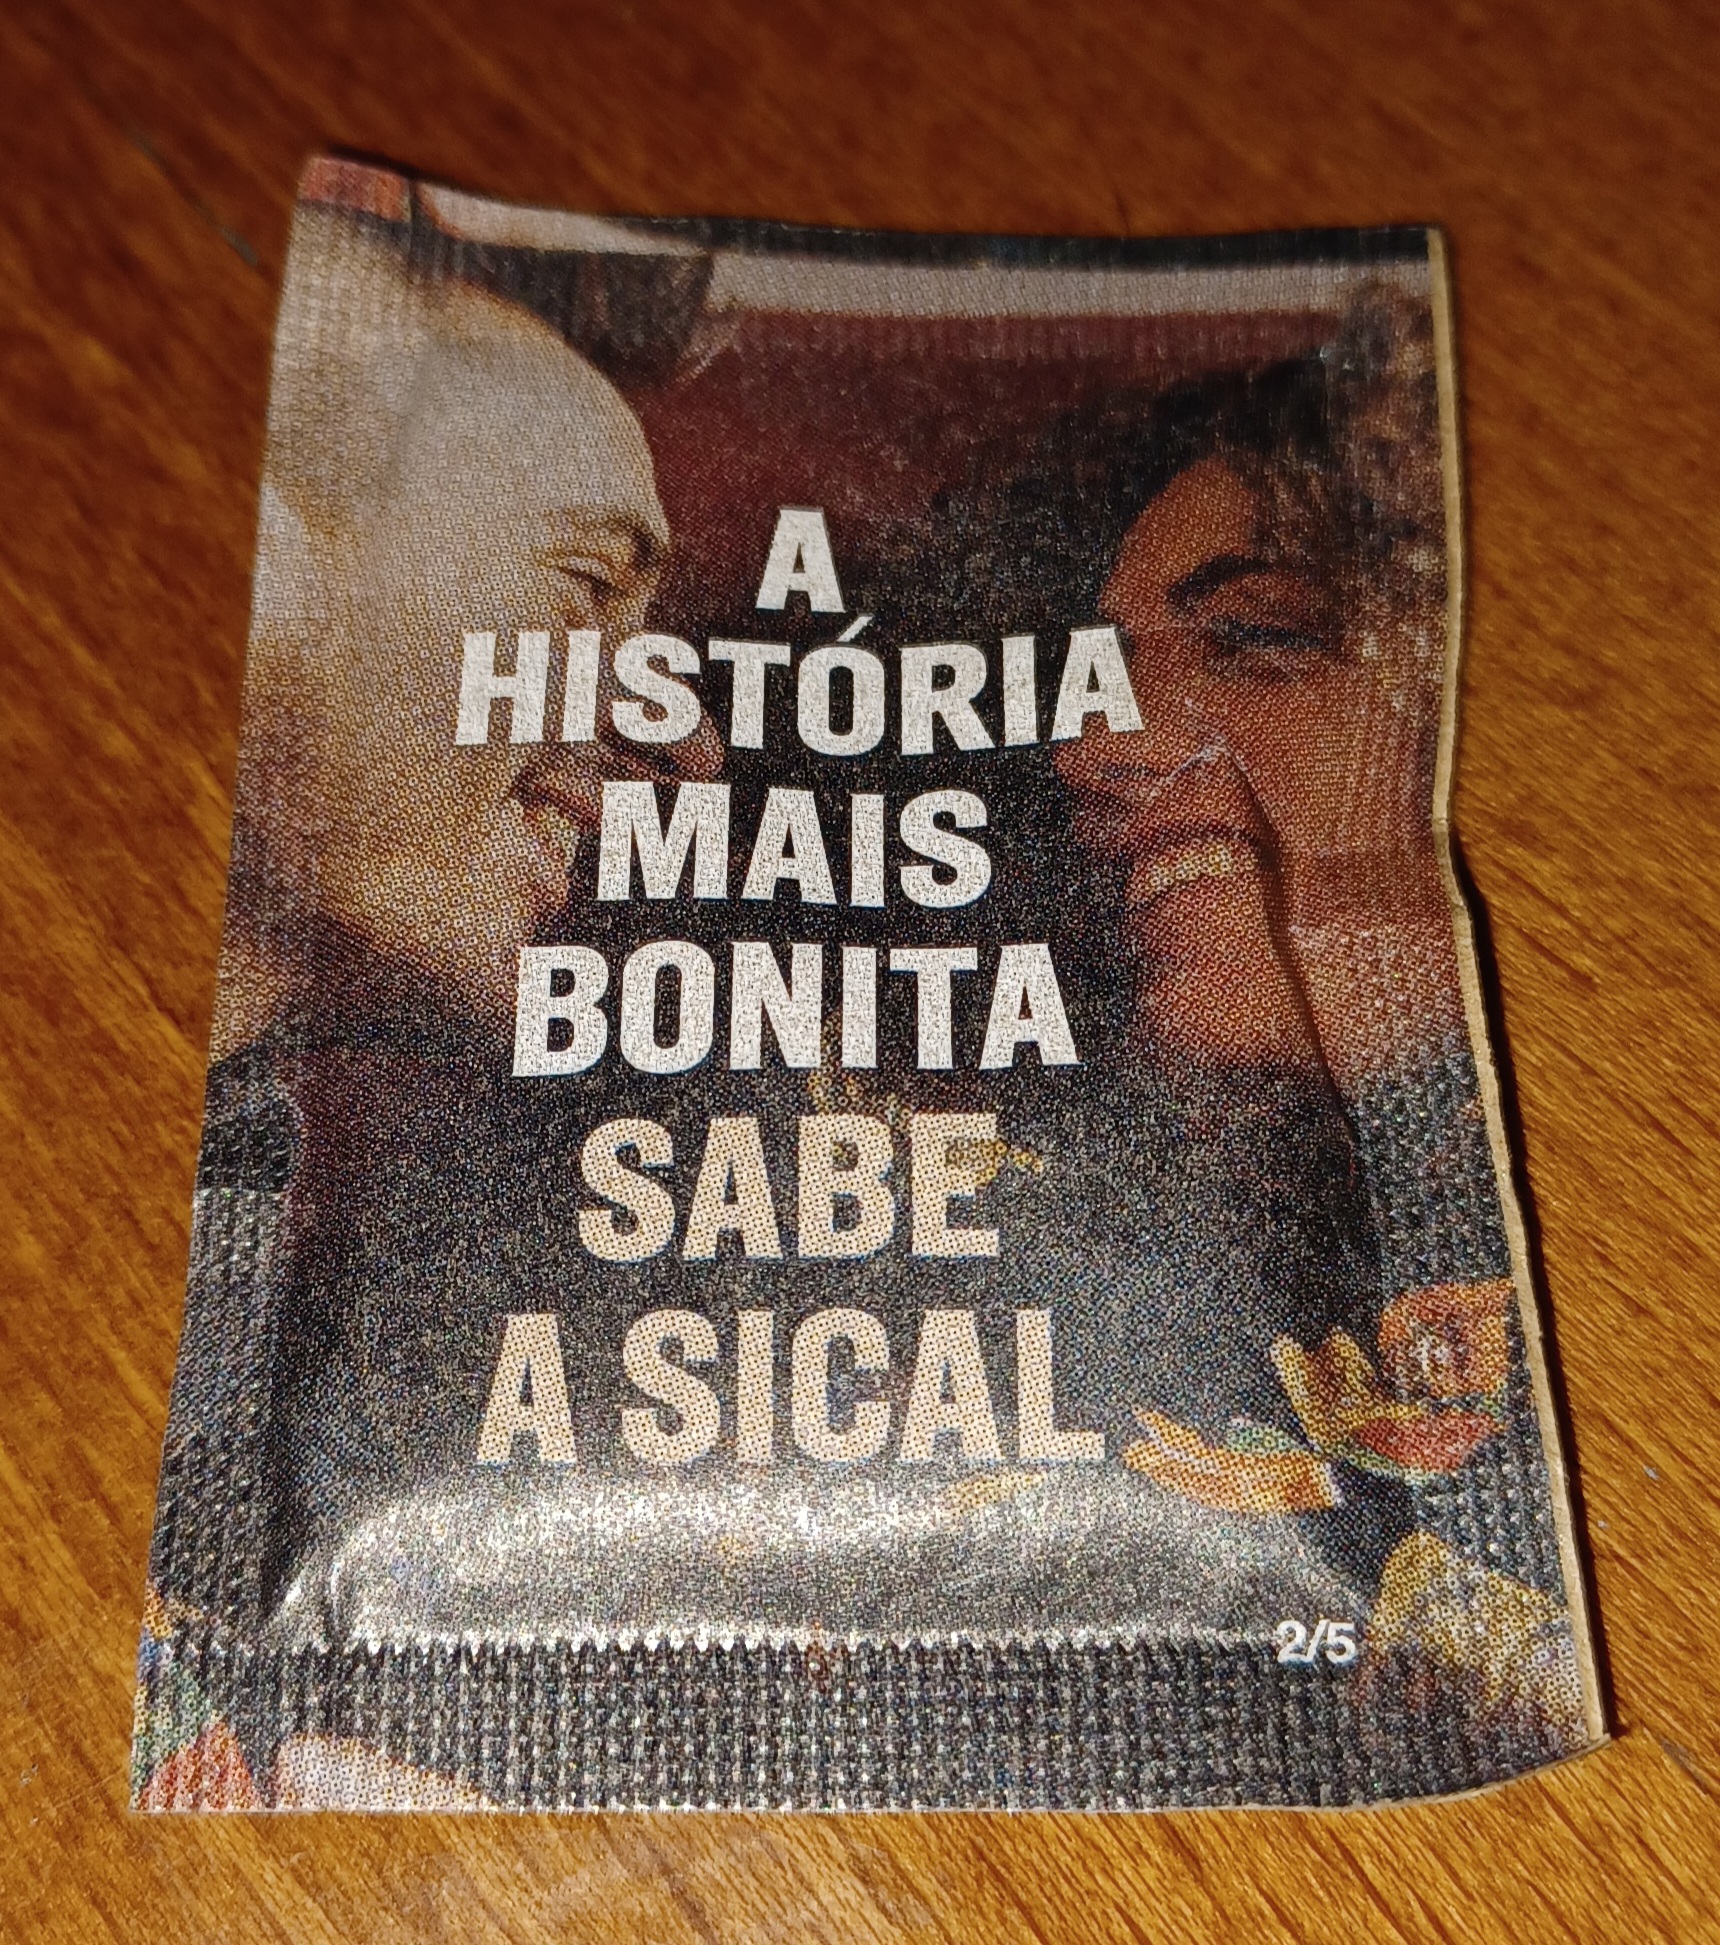 A
HISTÓRIA
MAIS
BONITA
SABE
A SICAL
2/5